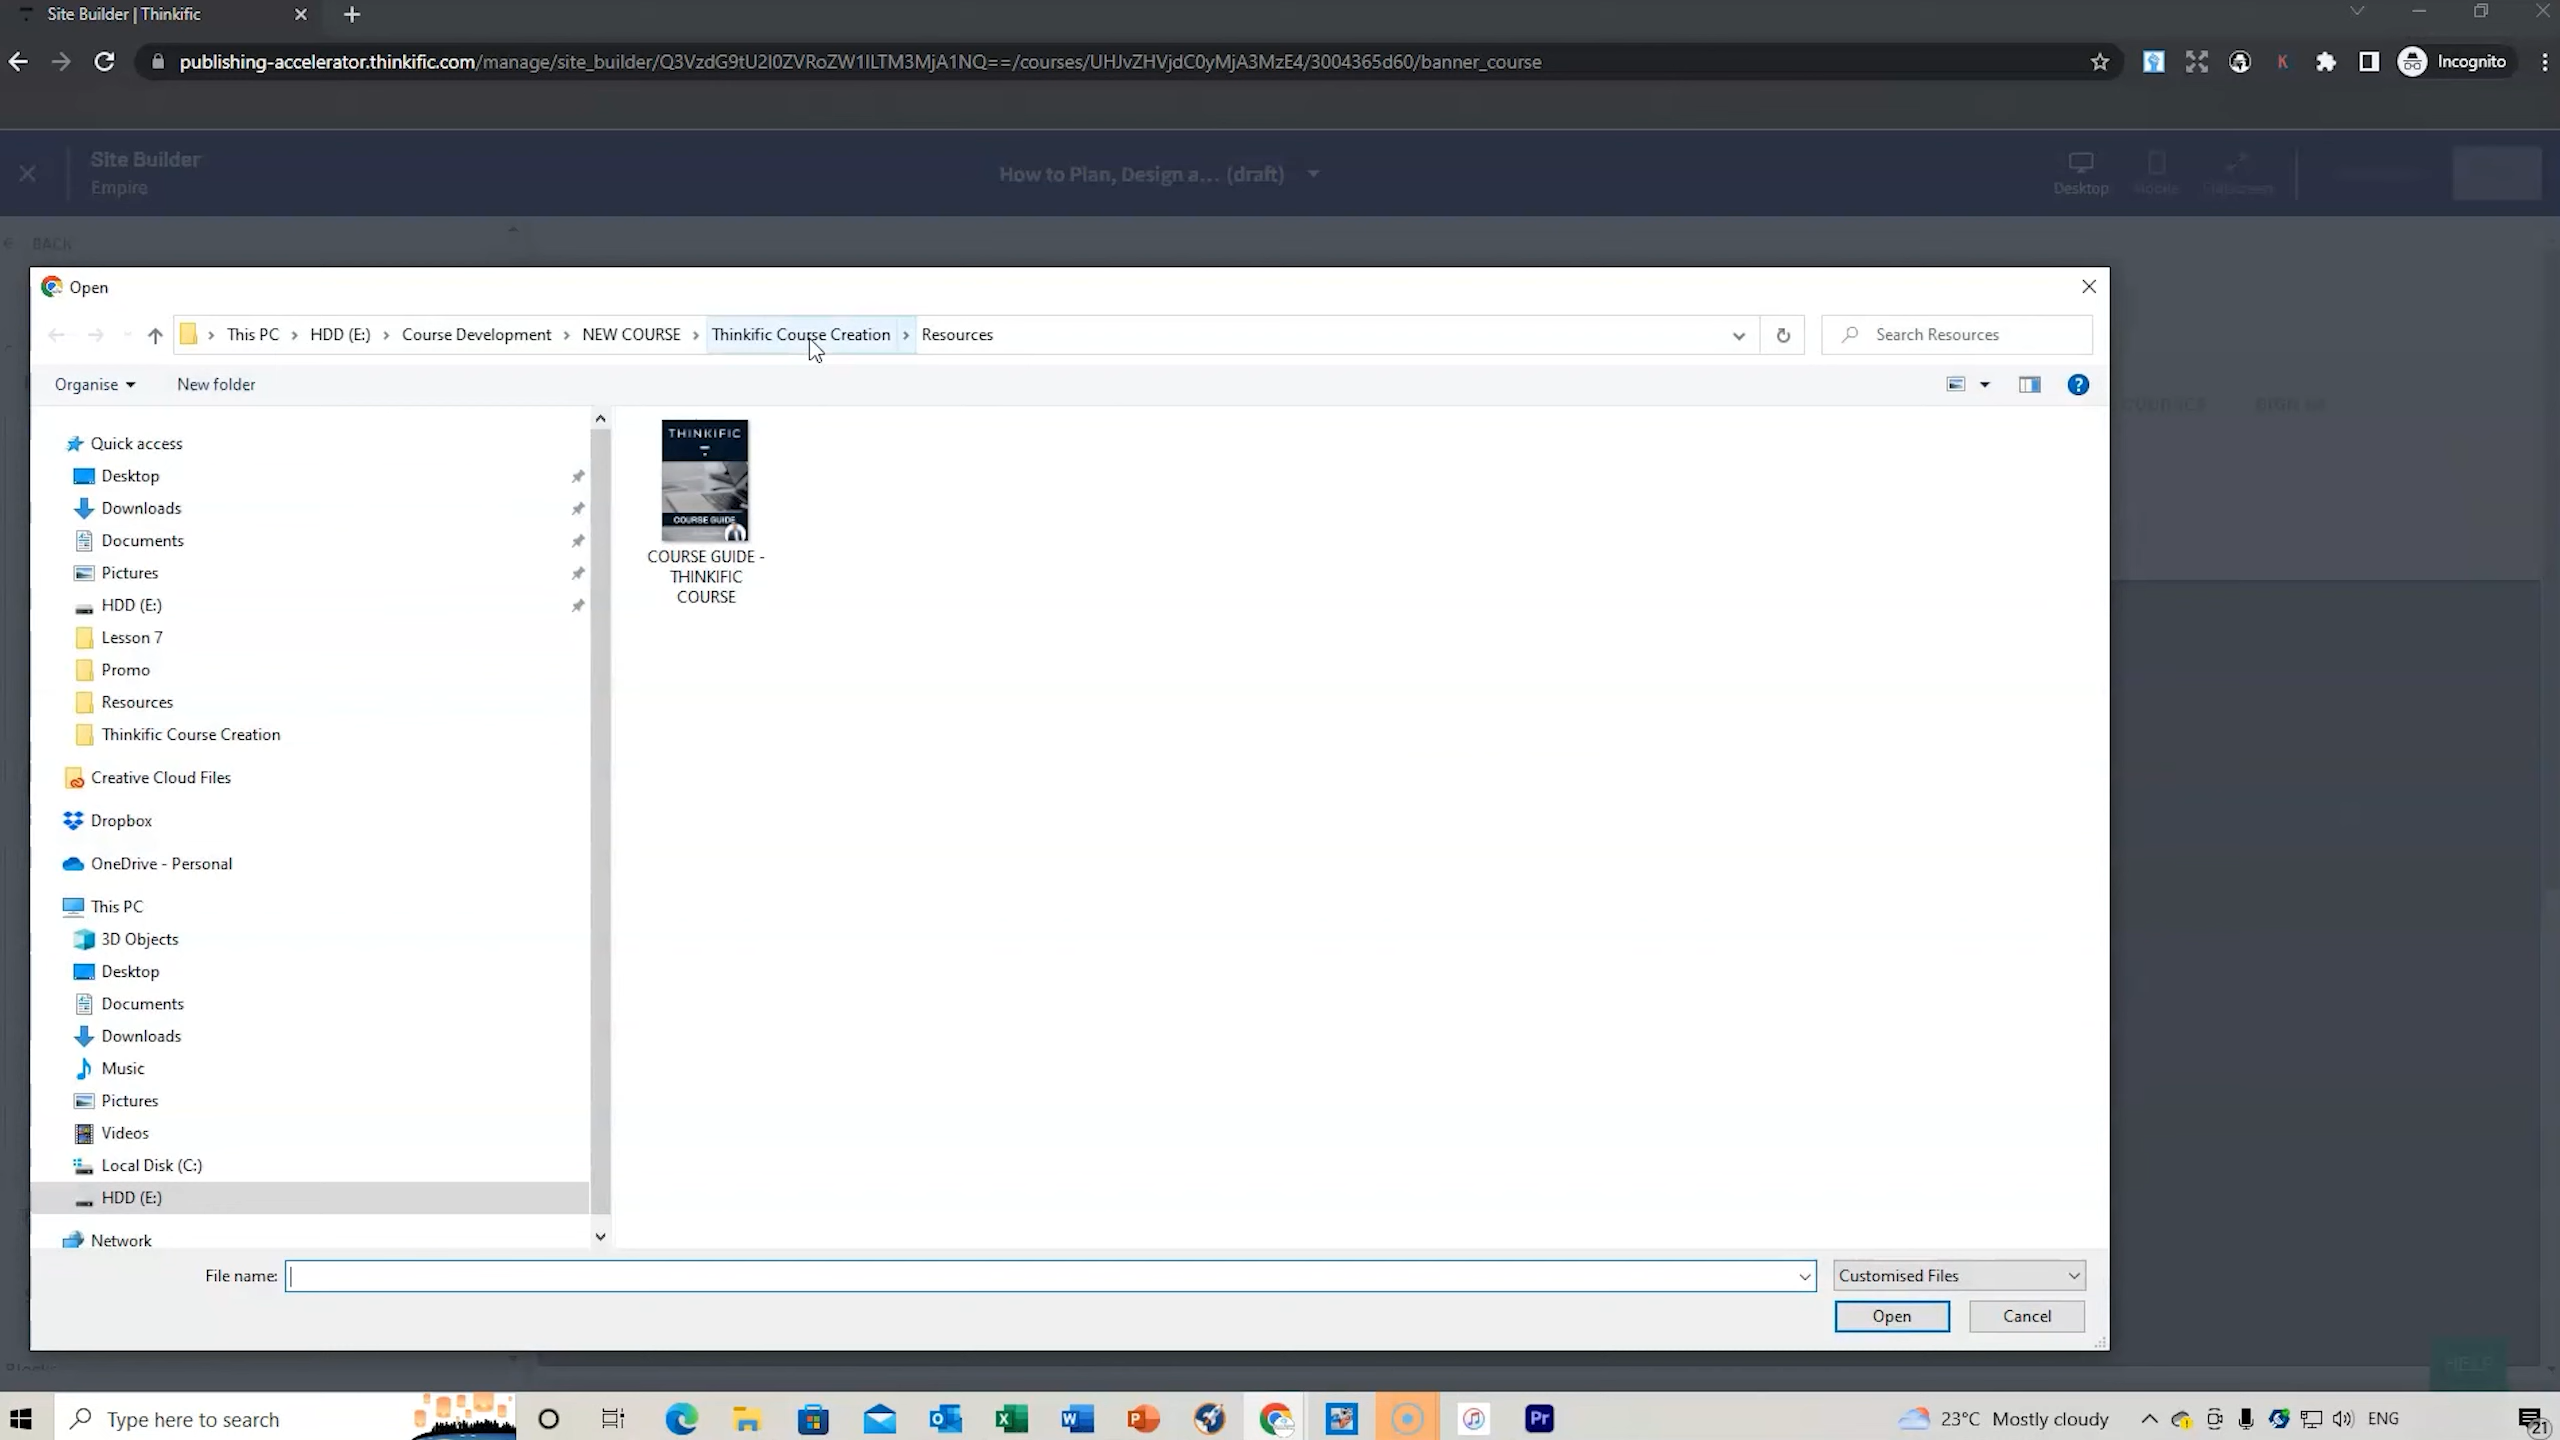 Site Builder | Thinkific
publishing-accelerator.thinkific.com/manage/site_builder/Q3VzdG9tU2l0ZVRoZW1lLTM3MjA1NQ==/courses/UHJvZHVjdC0yMjA3MzE4/3004365d60/banner_course
Incognito
Site Builder
Empire
How to Plan, Design a... (draft)
Desktop
Mobile
BACK
Open
This PC
HDD (E:)
Course Development
NEW COURSE
Thinkific Course Creation
Resources
Search Resources
Organise
New folder
SIGN IN
Quick access
Desktop
Downloads
Documents
Pictures
HDD (E:)
Lesson 7
Promo
Resources
Thinkific Course Creation
Creative Cloud Files
Dropbox
OneDrive - Personal
This PC
3D Objects
Desktop
Documents
Downloads
Music
Pictures
Videos
Local Disk (C:)
HDD (E:)
Network
THINKIFIC
COURSE GUIDE
COURSE GUIDE -
THINKIFIC
COURSE
File name:
Customised Files
Open
Cancel
HELP
Type here to search
23°C Mostly cloudy
ENG
21